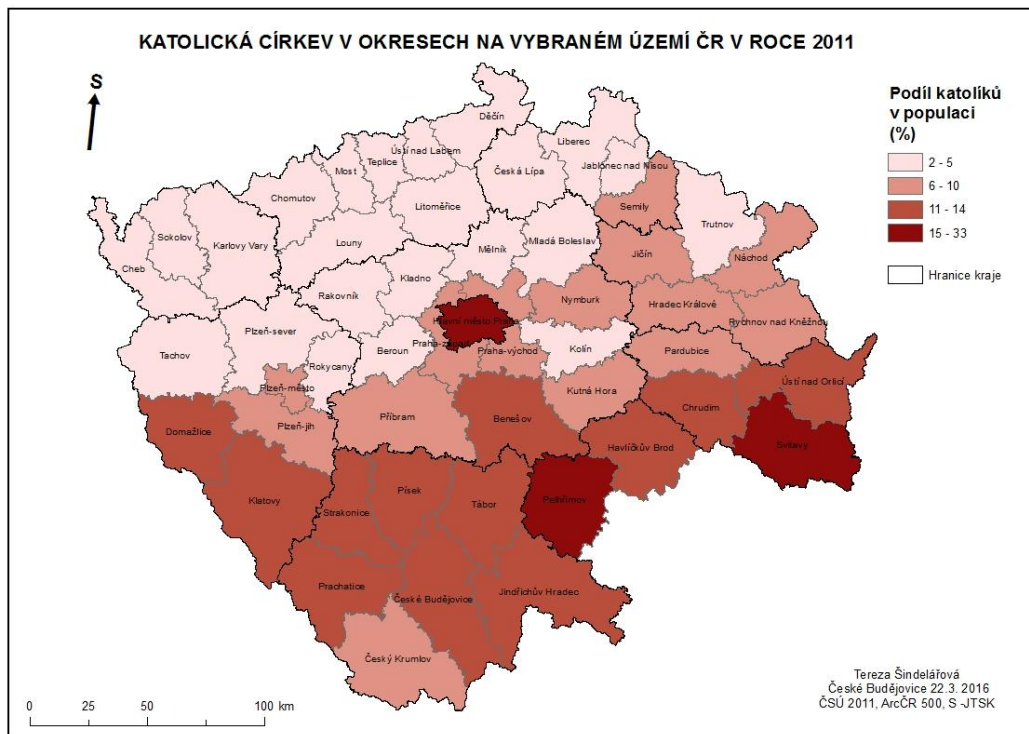 KATOLICKÁ CÍRKEV V OKRESECH NA VYBRANÉM ÚZEMÍ ČR V ROCE 2011
S
Podíl katolíků
v populaci
(%)
2 - 5
6 - 10
11 - 14
15 - 33
Hranice kraje
Děčín
Liberec
Ústí nad Labem
Teplice
Jablonec nad Nisou
Most
Česká Lípa
Chomutov
Litoměřice
Semily
Trutnov
Sokolov
Karlovy Vary
Louny
Mělník
Mladá Boleslav
Jičín
Náchod
Cheb
Kladno
Rakovník
Nymburk
Hradec Králové
Rychnov nad Kněžnou
Hlavní město Praha
Plzeň-sever
Beroun
Praha-západ
Praha-východ
Kolín
Tachov
Rokycany
Pardubice
Ústí nad Orlicí
Plzeň-město
Kutná Hora
Chrudim
Příbram
Benešov
Plzeň-jih
Domažlice
Havlíčkův Brod
Svitavy
Klatovy
Písek
Pelhřimov
Strakonice
Tábor
Prachatice
České Budějovice
Jindřichův Hradec
Český Krumlov
0 25 50 100 km
Tereza Šindelářová
České Budějovice 22.3. 2016
ČSÚ 2011, ArcČR 500, S -JTSK